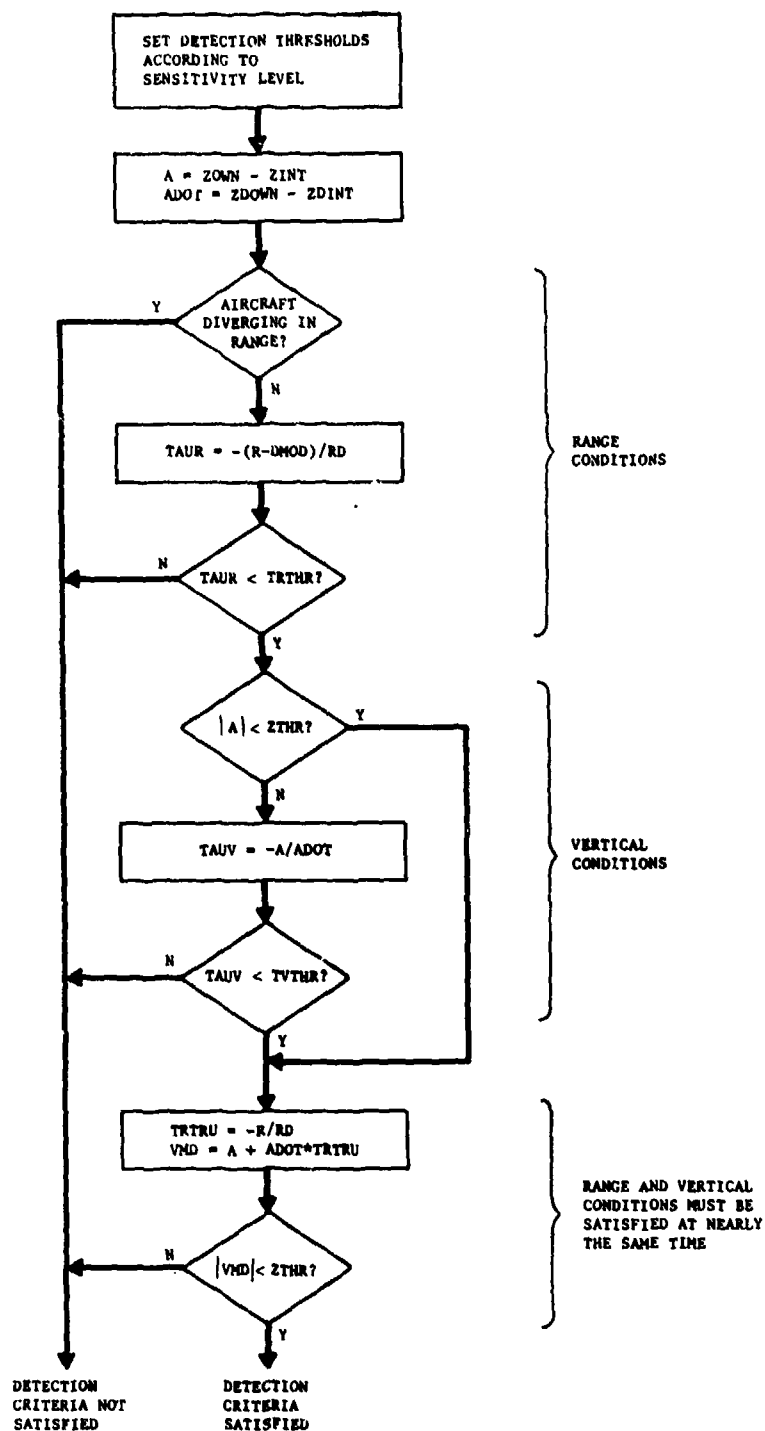 SET DETECTION THRESHOLDS
ACCORDING TO
SENSITIVITY LEVEL
A = ZOWN - ZINT
ADOT = ZDOWN - ZDINT
Y
AIRCRAFT
DIVERGING IN
RANGE?
N
TAUR = -(R-DMOD)/RD
RANGE
CONDITIONS
N
TAUR < TRTHR?
Y
|A| < ZTHR?
Y
N
TAUV = -A/ADOT
VERTICAL
CONDITIONS
N
TAUV < TVTHR?
Y
TRTRU = -R/RD
VMD = A + ADOT*TRTRU
RANGE AND VERTICAL
CONDITIONS MUST BE
SATISFIED AT NEARLY
THE SAME TIME
N
|VMD| < ZTHR?
Y
DETECTION
CRITERIA NOT
SATISFIED
DETECTION
CRITERIA
SATISFIED